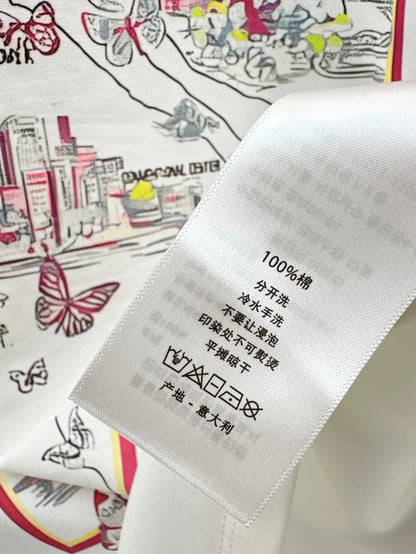 100%棉
分开洗
冷水手洗
不要让浸泡
印染处不可熨烫
平摊晾干
产地 - 意大利